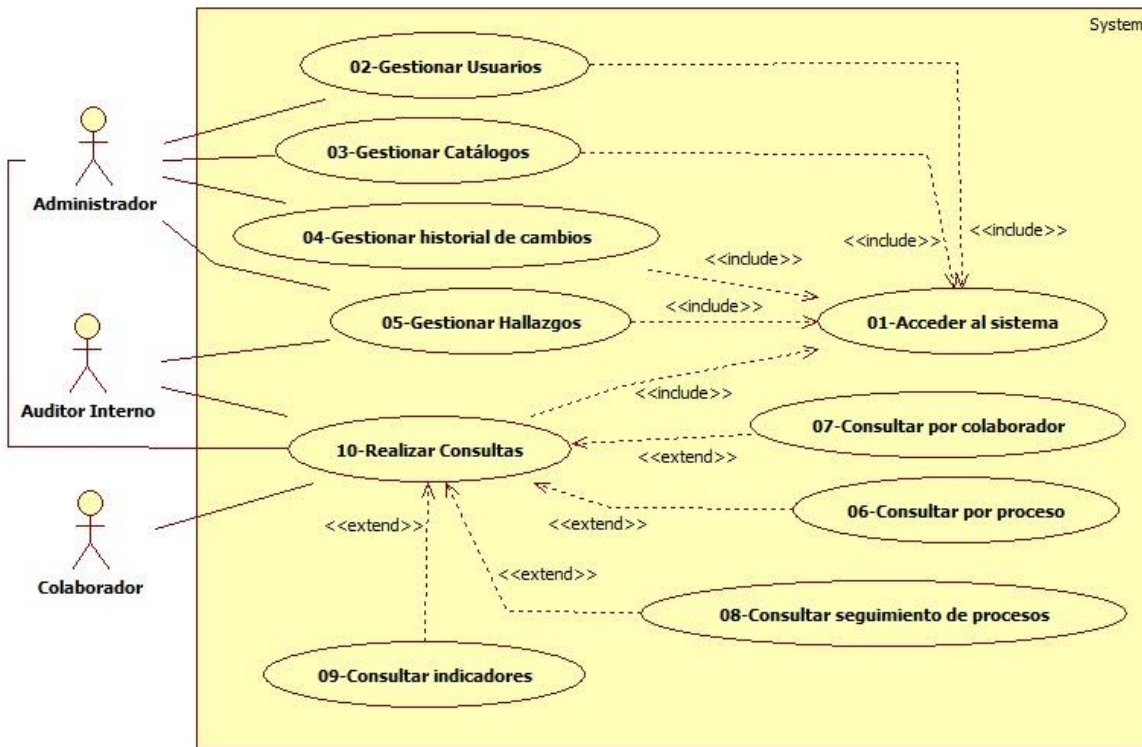 System
02-Gestionar Usuarios
03-Gestionar Catálogos
Administrador
04-Gestionar historial de cambios
<<include>>
<<include>>
<<include>>
05-Gestionar Hallazgos
<<include>>
01-Acceder al sistema
Auditor Interno
<<include>>
07-Consultar por colaborador
10-Realizar Consultas
<<extend>>
06-Consultar por proceso
<<extend>>
<<extend>>
Colaborador
<<extend>>
08-Consultar seguimiento de procesos
09-Consultar indicadores